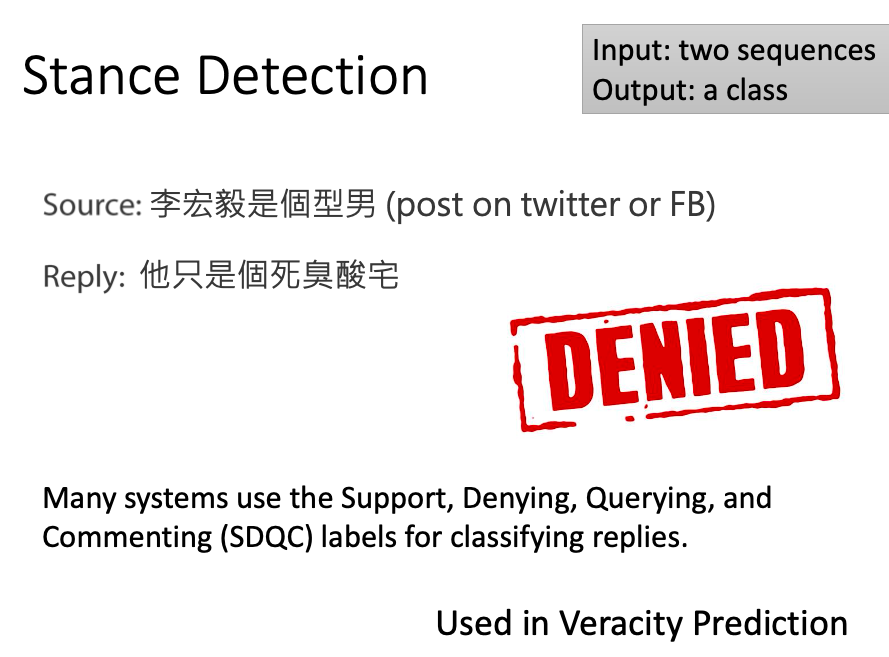 Stance Detection
Input: two sequences
Output: a class
Source: 李宏毅是個型男 (post on twitter or FB)
Reply: 他只是個死臭酸宅
DENIED
Many systems use the Support, Denying, Querying, and
Commenting (SDQC) labels for classifying replies.
Used in Veracity Prediction